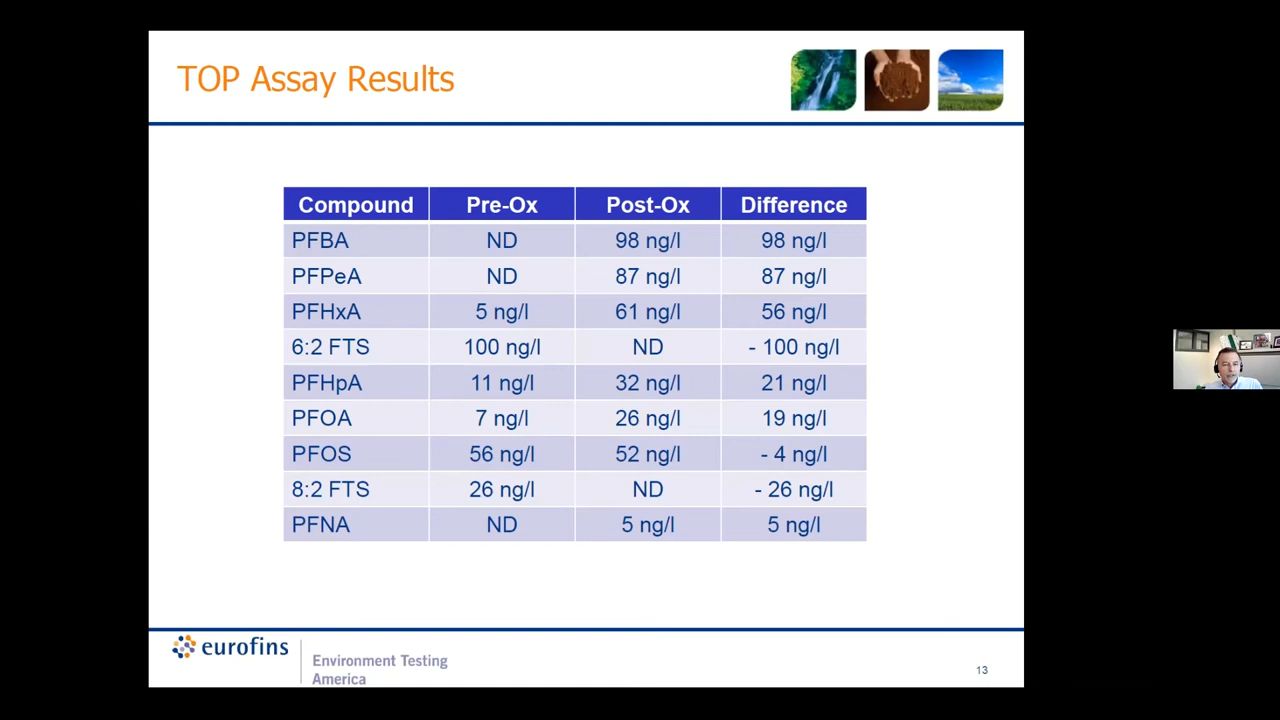 TOP Assay Results
Compound Pre-Ox Post-Ox Difference
PFBA ND 98 ng/l 98 ng/l
PFPeA ND 87 ng/l 87 ng/l
PFHxA 5 ng/l 61 ng/l 56 ng/l
6:2 FTS 100 ng/l ND - 100 ng/l
PFHpA 11 ng/l 32 ng/l 21 ng/l
PFOA 7 ng/l 26 ng/l 19 ng/l
PFOS 56 ng/l 52 ng/l - 4 ng/l
8:2 FTS 26 ng/l ND - 26 ng/l
PFNA ND 5 ng/l 5 ng/l
eurofins
Environment Testing
America
13